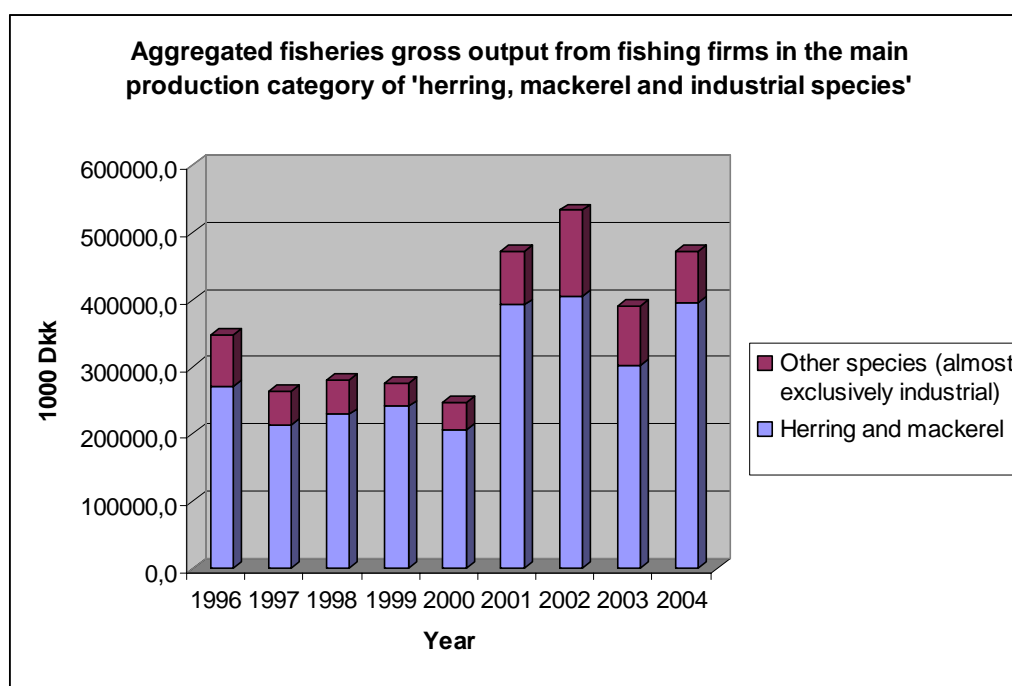 Aggregated fisheries gross output from fishing firms in the main
production category of 'herring, mackerel and industrial species'
600000,0
500000,0
400000,0
300000,0
200000,0
100000,0
0,0
1000 Dkk
1996 1997 1998 1999 2000 2001 2002 2003 2004
Year
Other species (almost
exclusively industrial)
Herring and mackerel